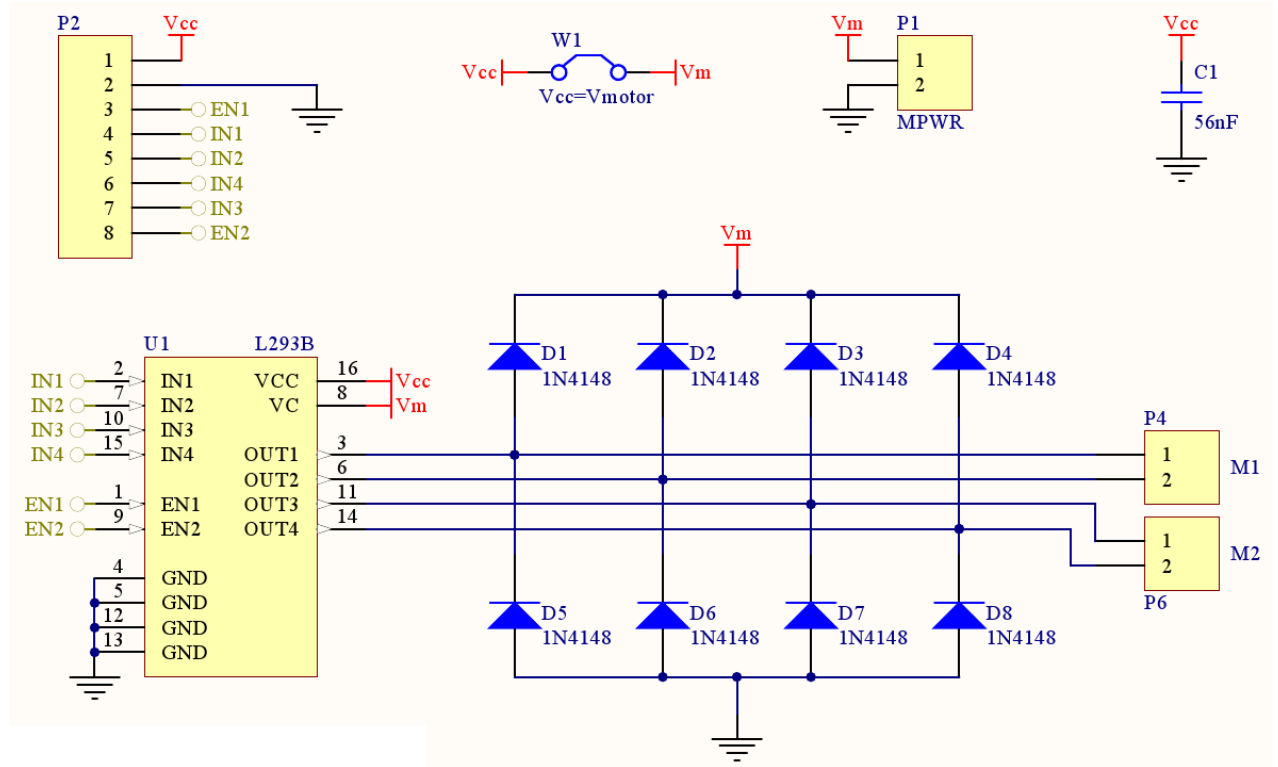 P2
Vcc
1
2
3 EN1
4 IN1
5 IN2
6 IN4
7 IN3
8 EN2
W1
Vcc Vm
Vcc=Vmotor
Vm P1
1
2
MPWR
Vcc
C1
56nF
Vm
U1 L293B
IN1 2 IN1 VCC 16 Vcc
IN2 7 IN2 VC 8 Vm
IN3 10 IN3
IN4 15 IN4 OUT1 3
OUT2 6
EN1 1 EN1 OUT3 11
EN2 9 EN2 OUT4 14
4 GND
5 GND
12 GND
13 GND
D1 D2 D3 D4
1N4148 1N4148 1N4148 1N4148
P4
1
2
M1
1
2
M2
P6
D5 D6 D7 D8
1N4148 1N4148 1N4148 1N4148